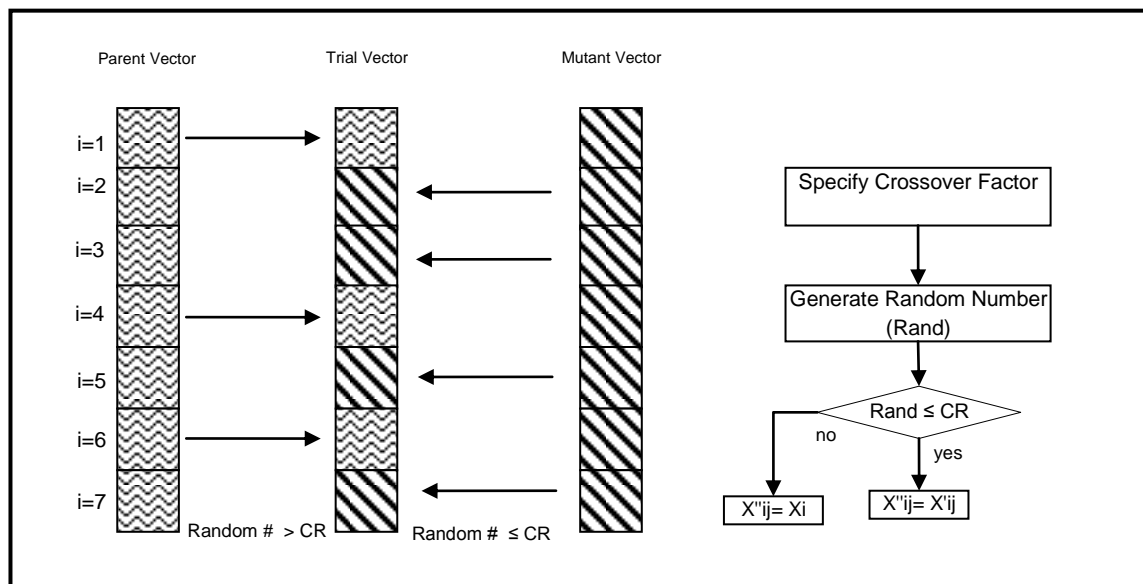 Parent Vector
Trial Vector
Mutant Vector
i=1
i=2
i=3
i=4
i=5
i=6
i=7
Random # > CR
Random # ≤ CR
Specify Crossover Factor
Generate Random Number
(Rand)
Rand ≤ CR
no
yes
X"ij= Xi
X"ij= X'ij